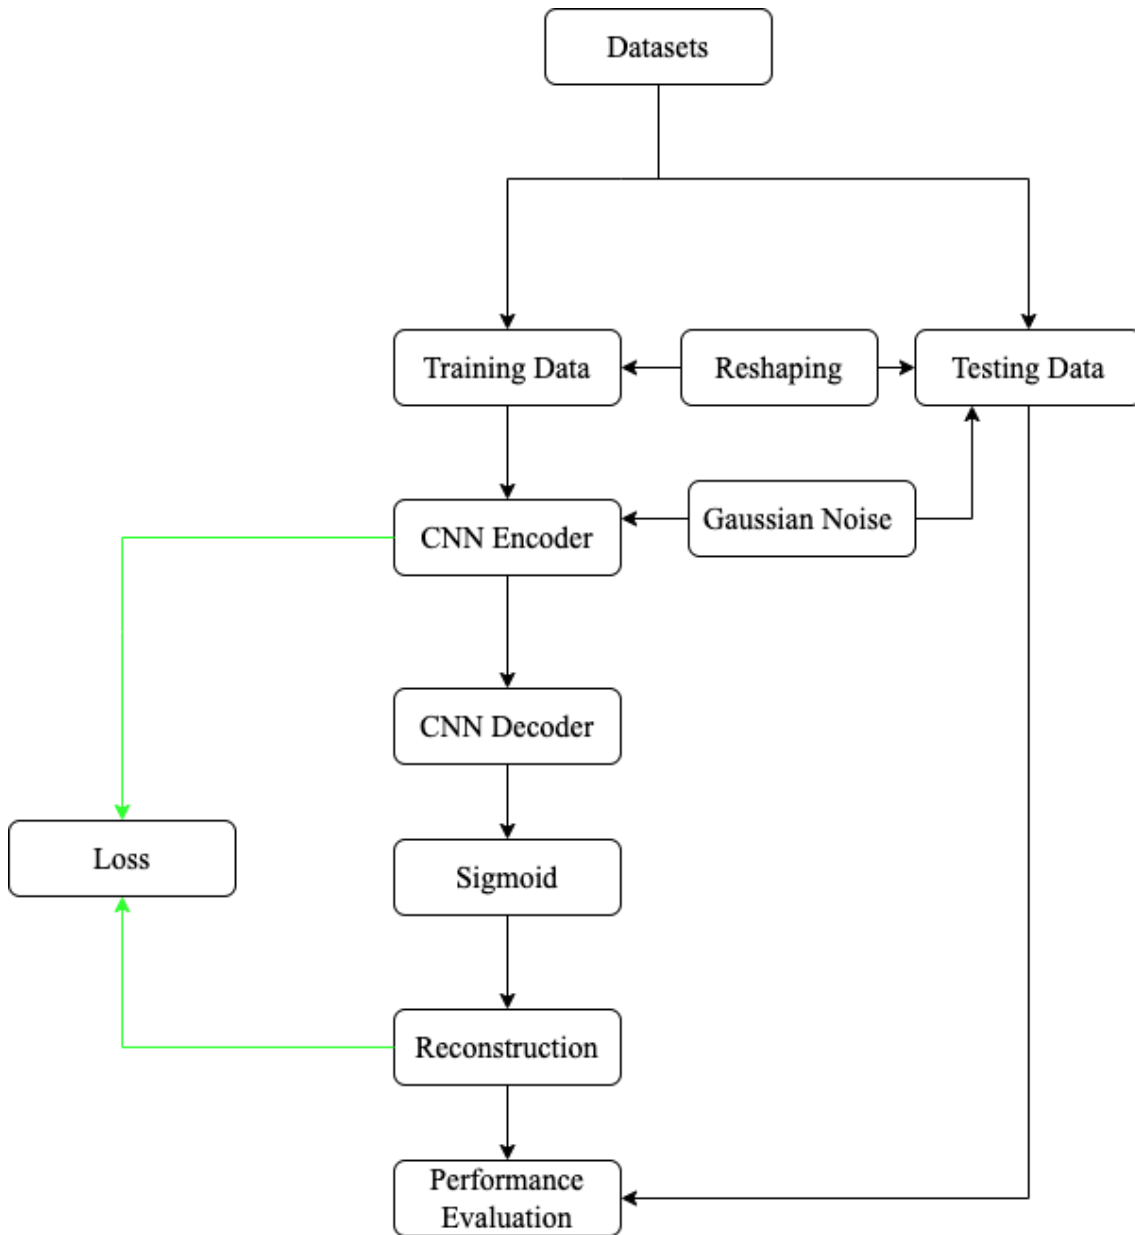 Datasets
Training Data
Reshaping
Testing Data
CNN Encoder
Gaussian Noise
CNN Decoder
Loss
Sigmoid
Reconstruction
Performance
Evaluation